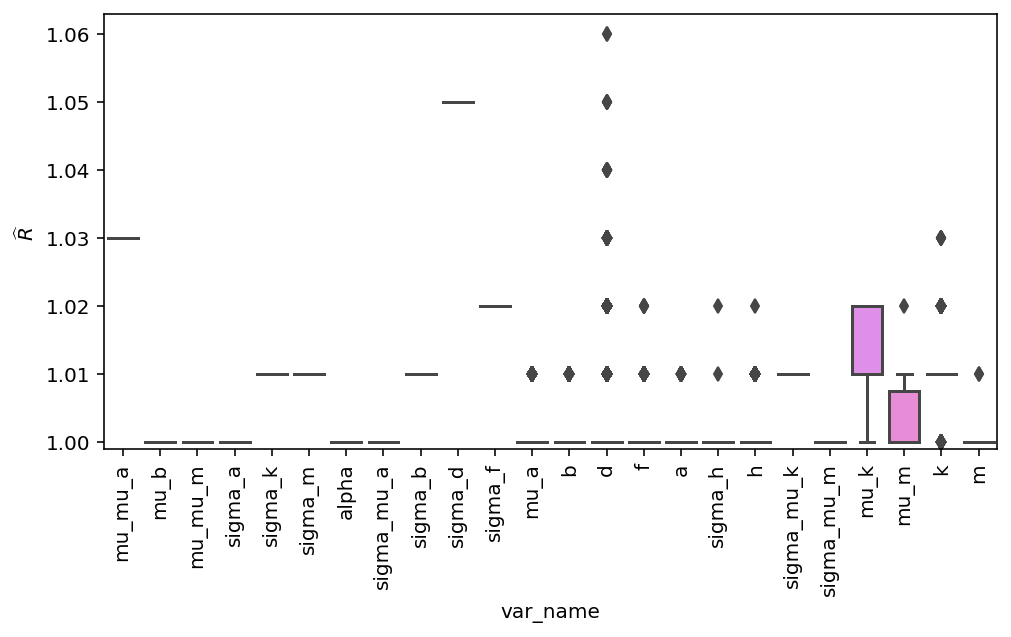 1.06
1.05
1.04
1.03
1.02
1.01
1.00
R̂
mu_mu_a
mu_b
mu_mu_m
sigma_a
sigma_k
sigma_m
alpha
sigma_mu_a
sigma_b
sigma_d
sigma_f
mu_a
b
d
f
a
sigma_h
h
sigma_mu_k
sigma_mu_m
mu_k
mu_m
k
m
var_name